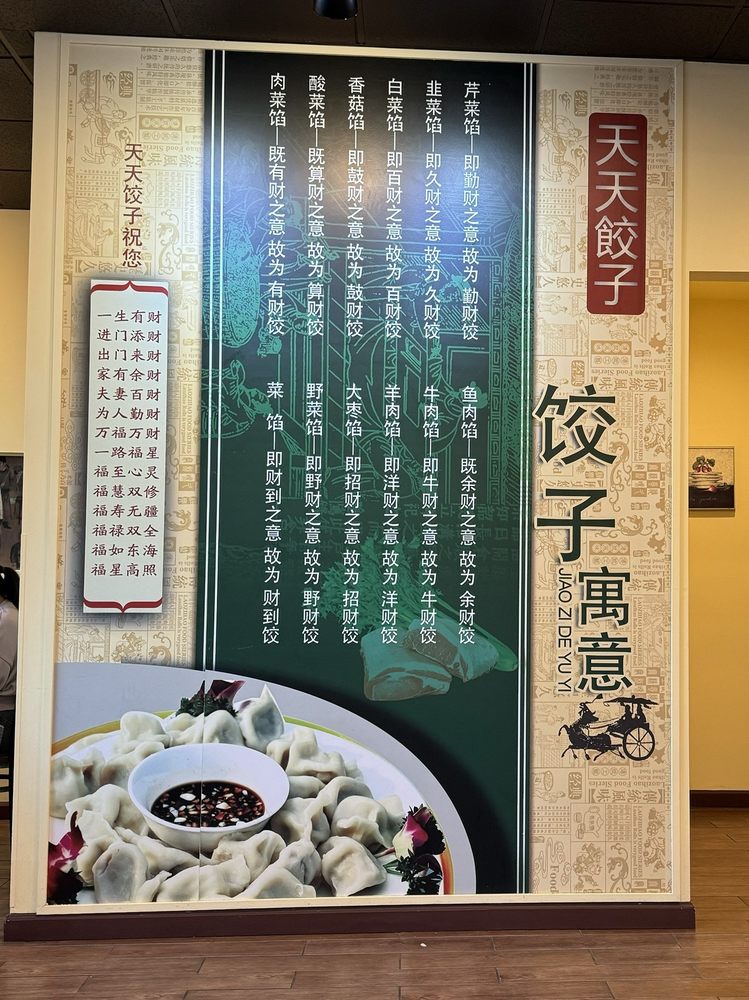 天天餃子
饺子寓意
JIAO ZI DE YU YI
芹菜馅—即勤财之意 故为 勤财饺
韭菜馅—即久财之意 故为 久财饺
白菜馅—即百财之意 故为 百财饺
香菇馅—即鼓财之意 故为 鼓财饺
酸菜馅—既算财之意 故为 算财饺
肉菜馅—既有财之意 故为 有财饺
鱼肉馅—既余财之意 故为 余财饺
牛肉馅—即牛财之意 故为 牛财饺
羊肉馅—即洋财之意 故为 洋财饺
大枣馅—即招财之意 故为 招财饺
野菜馅—即野财之意 故为 野财饺
菜 馅—即财到之意 故为 财到饺
天天饺子祝您
一生有财
进门添财
出门来财
家有余财
夫妻百财
为人勤财
万福万财
一路福星
福至心灵
福慧双修
福寿无疆
福禄双全
福如东海
福星高照